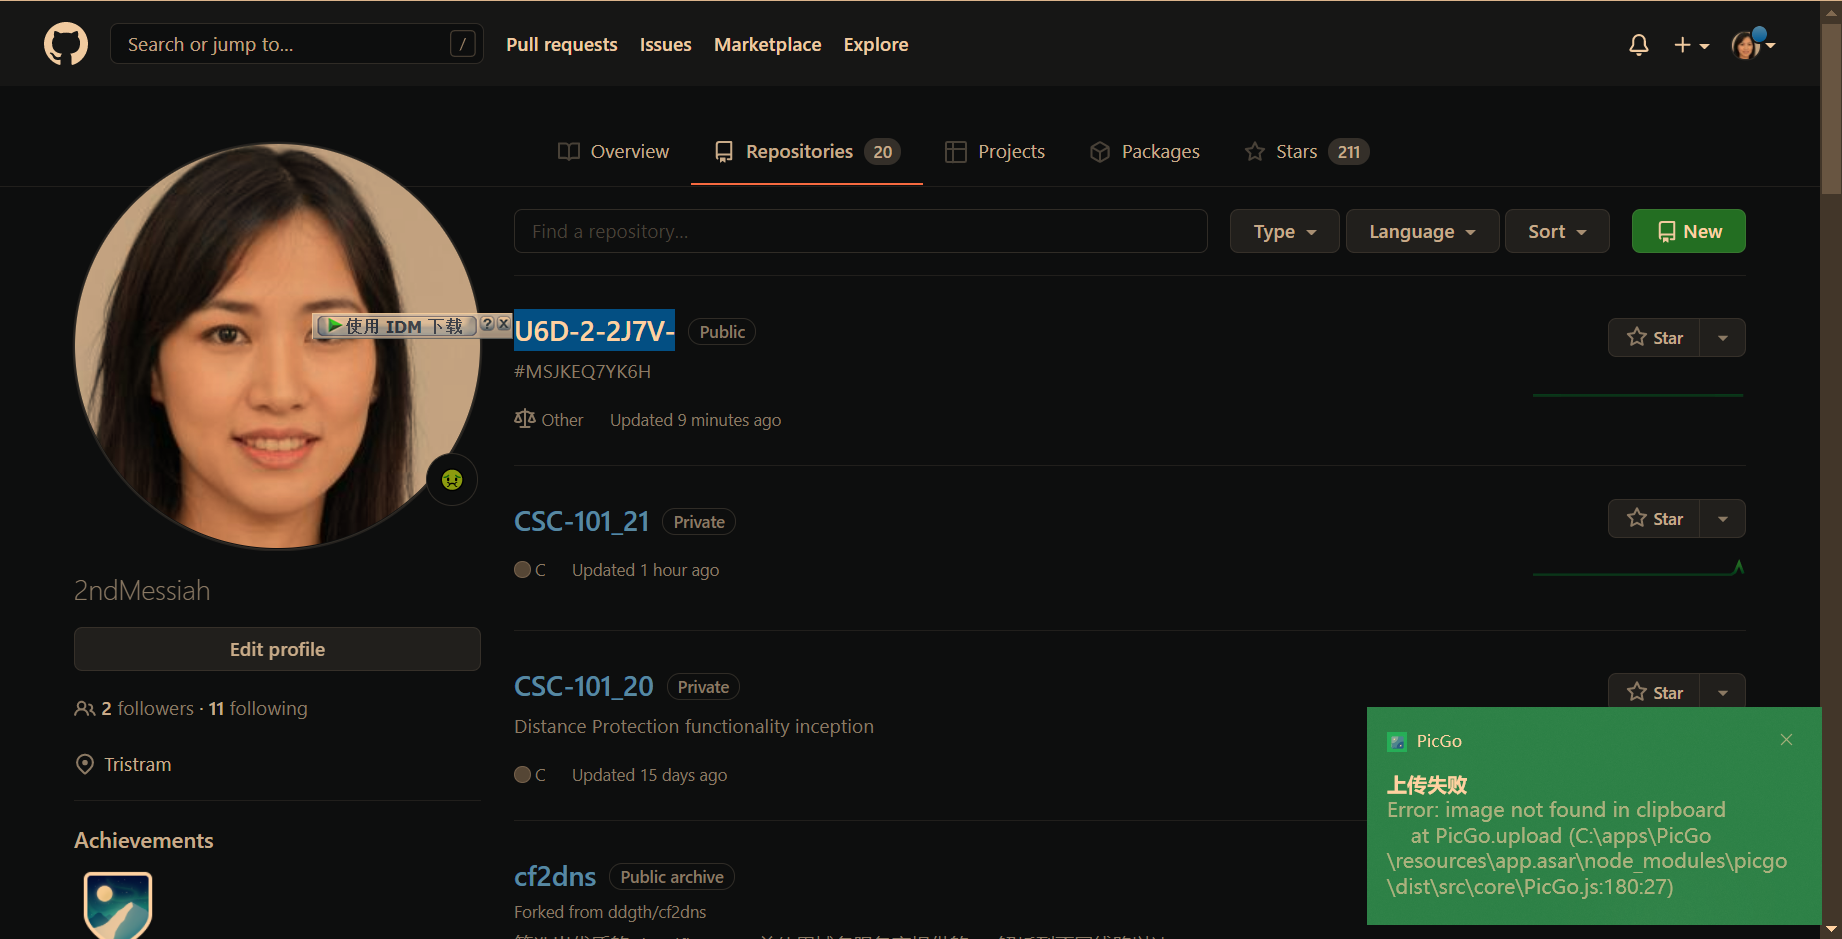 Search or jump to...
/
Pull requests
Issues
Marketplace
Explore
Overview
Repositories 20
Projects
Packages
Stars 211
Find a repository...
Type
Language
Sort
New
使用 IDM 下载
?
U6D-2-2J7V-
Public
Star
#MSJKEQ7YK6H
Other
Updated 9 minutes ago
CSC-101_21
Private
Star
C
Updated 1 hour ago
2ndMessiah
Edit profile
2 followers · 11 following
Tristram
Achievements
CSC-101_20
Private
Star
Distance Protection functionality inception
C
Updated 15 days ago
cf2dns
Public archive
Forked from ddgth/cf2dns
PicGo
上传失败
Error: image not found in clipboard
at PicGo.upload (C:\apps\PicGo
\resources\app.asar\node_modules\picgo
\dist\src\core\PicGo.js:180:27)